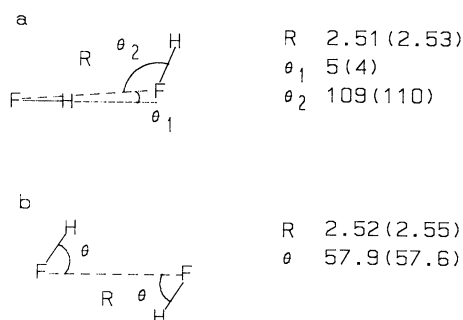 a
H
R θ₂
F H F
θ₁
R 2.51(2.53)
θ₁ 5(4)
θ₂ 109(110)
b
H
θ
F F
R θ
H
R 2.52(2.55)
θ 57.9(57.6)